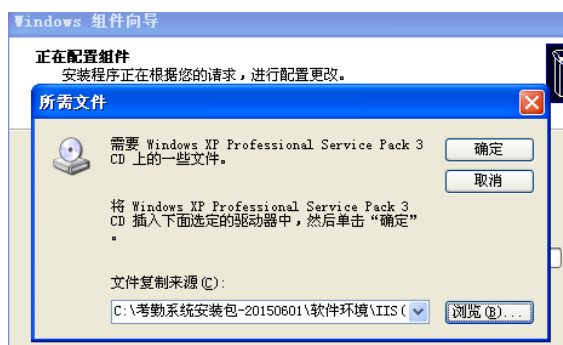 Windows 组件向导
正在配置组件
安装程序正在根据您的请求，进行配置更改。
所需文件
需要 Windows XP Professional Service Pack 3
CD 上的一些文件。
确定
取消
将 Windows XP Professional Service Pack 3
CD 插入下面选定的驱动器中，然后单击“确定”
。
文件复制来源(C):
C:\考勤系统安装包-20150601\软件环境\IIS(
浏览(B)...